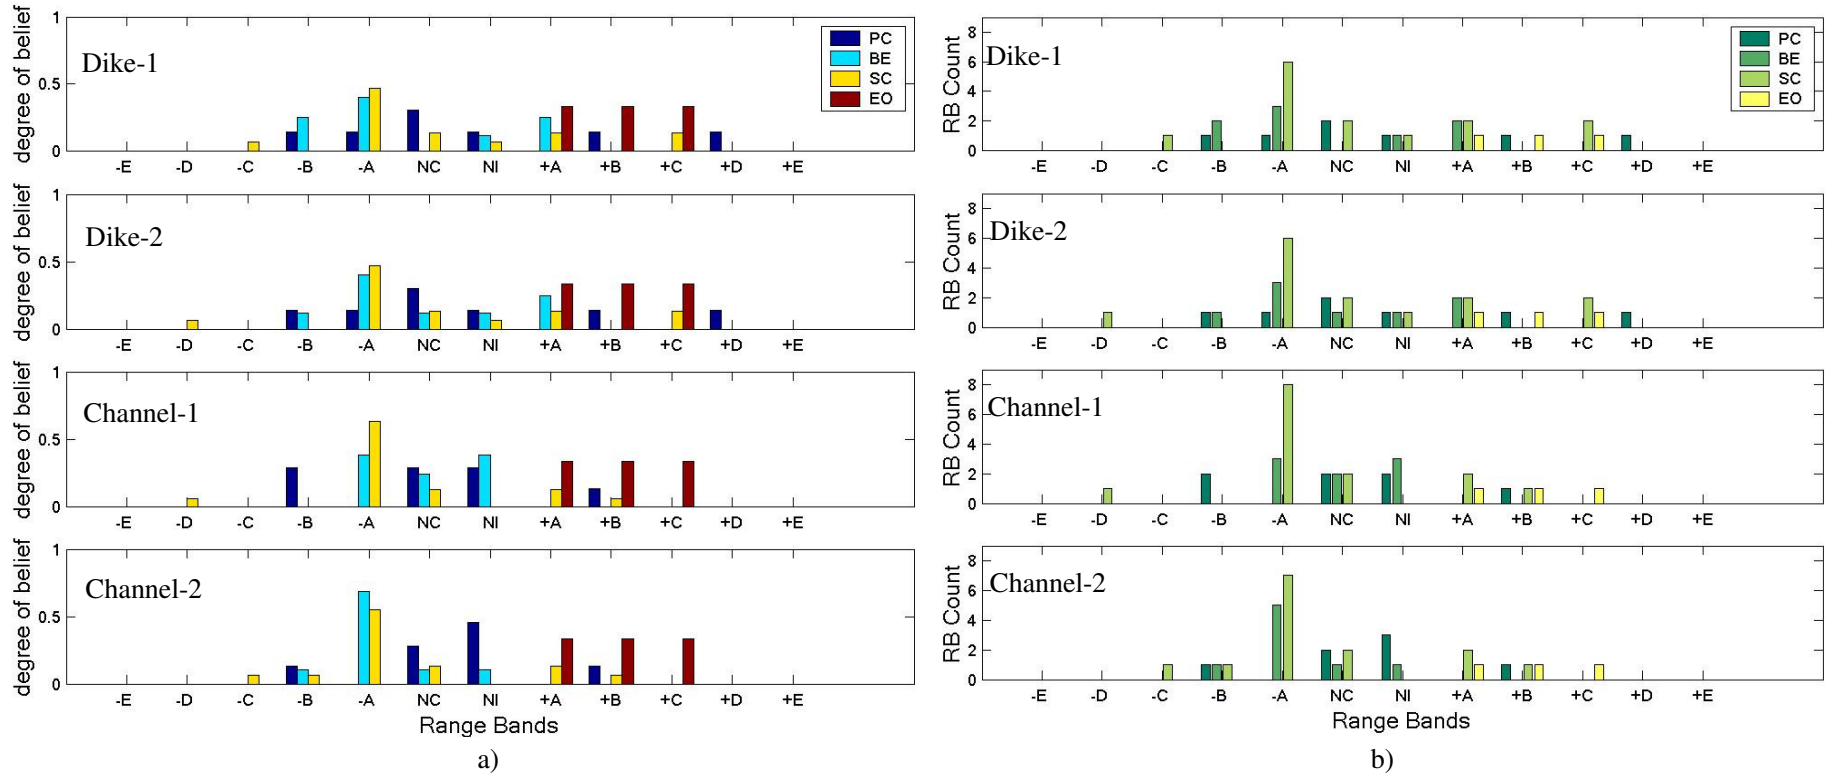 degree of belief
1
0.5
0
Dike-1
PC
BE
SC
EO
-E -D -C -B -A NC NI +A +B +C +D +E
degree of belief
1
0.5
0
Dike-2
-E -D -C -B -A NC NI +A +B +C +D +E
degree of belief
1
0.5
0
Channel-1
-E -D -C -B -A NC NI +A +B +C +D +E
degree of belief
1
0.5
0
Channel-2
-E -D -C -B -A NC NI +A +B +C +D +E
Range Bands
a)
RB Count
8
6
4
2
0
Dike-1
PC
BE
SC
EO
-E -D -C -B -A NC NI +A +B +C +D +E
RB Count
8
6
4
2
0
Dike-2
-E -D -C -B -A NC NI +A +B +C +D +E
RB Count
8
6
4
2
0
Channel-1
-E -D -C -B -A NC NI +A +B +C +D +E
RB Count
8
6
4
2
0
Channel-2
-E -D -C -B -A NC NI +A +B +C +D +E
Range Bands
b)